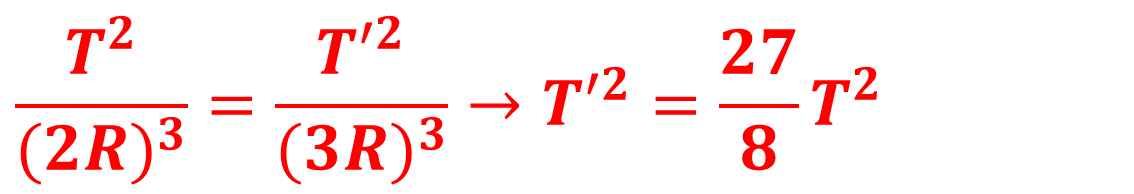 T²/(2R)³ = T′²/(3R)³ → T′² = 27/8 T²